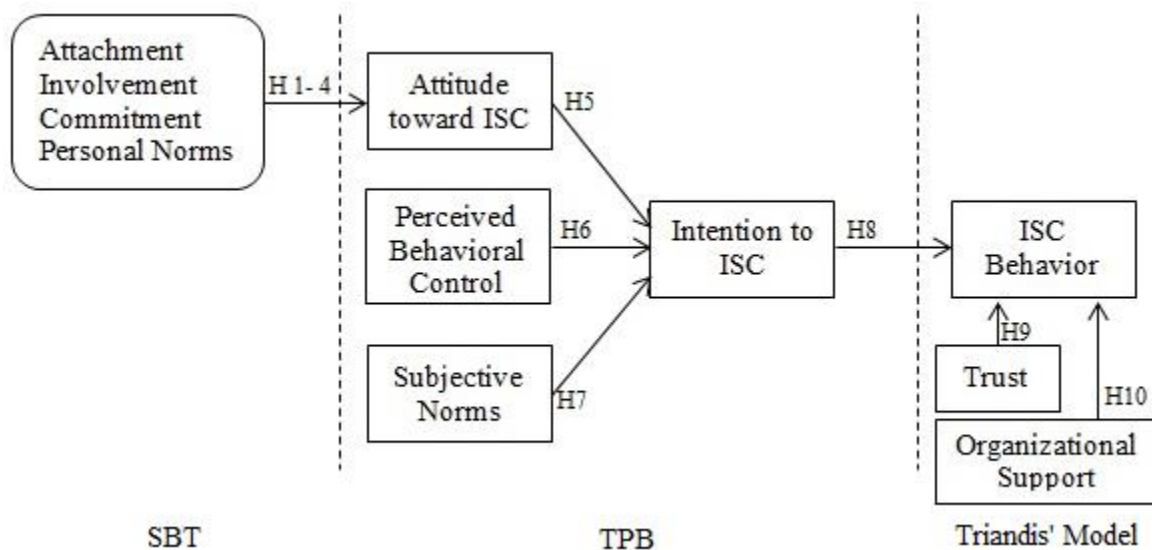 Attachment
Involvement
Commitment
Personal Norms
H 1- 4
Attitude
toward ISC
H5
Perceived
Behavioral
Control
H6
Subjective
Norms
H7
Intention to
ISC
H8
ISC
Behavior
H9
Trust
H10
Organizational
Support
SBT
TPB
Triandis' Model